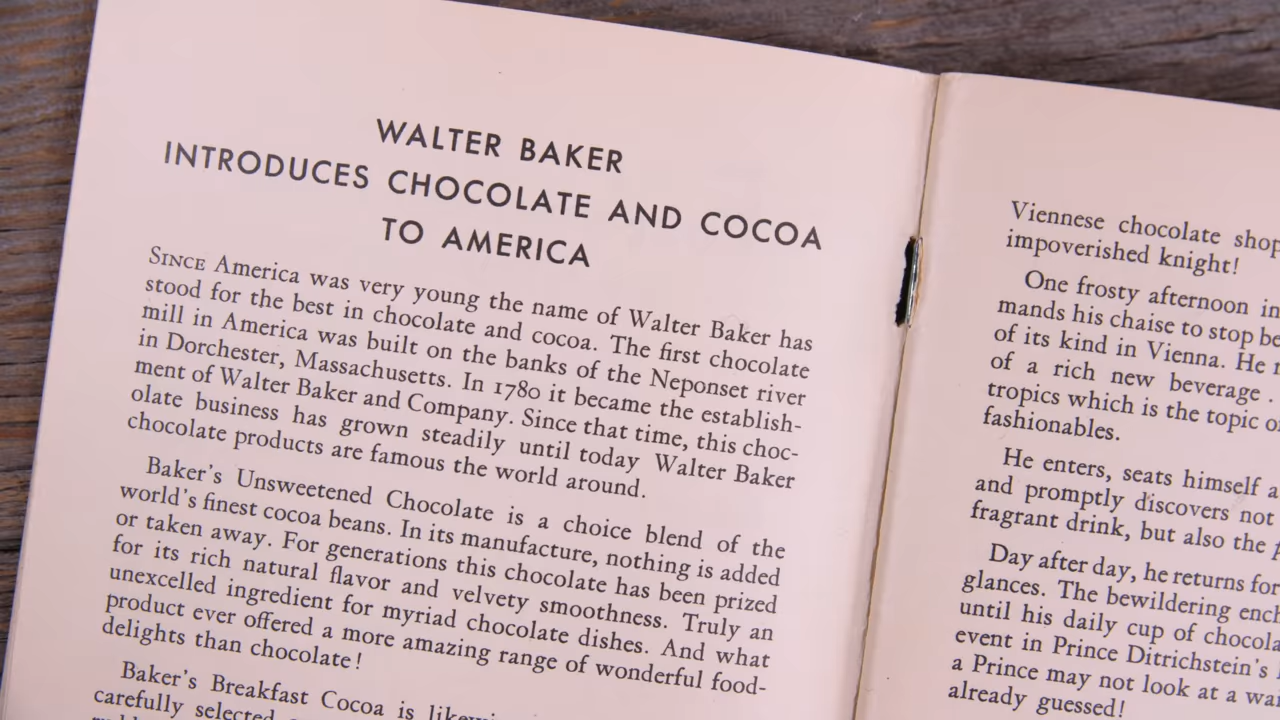 WALTER BAKER
INTRODUCES CHOCOLATE AND COCOA
TO AMERICA
SINCE America was very young the name of Walter Baker has
stood for the best in chocolate and cocoa. The first chocolate
mill in America was built on the banks of the Neponset river
in Dorchester, Massachusetts. In 1780 it became the establish-
ment of Walter Baker and Company. Since that time, this choc-
olate business has grown steadily until today Walter Baker
chocolate products are famous the world around.
Baker's Unsweetened Chocolate is a choice blend of the
world's finest cocoa beans. In its manufacture, nothing is added
or taken away. For generations this chocolate has been prized
for its rich natural flavor and velvety smoothness. Truly an
unexcelled ingredient for myriad chocolate dishes. And what
product ever offered a more amazing range of wonderful food-
delights than chocolate!
Baker's Breakfast Cocoa is
carefully selected
Viennese chocolate shop
impoverished knight!
One frosty afternoon in
mands his chaise to stop be
of its kind in Vienna. He
of a rich new beverage .
tropics which is the topic
fashionables.
He enters, seats himself a
and promptly discovers not
fragrant drink, but also the
Day after day, he returns for
glances. The bewildering
until his daily cup of
event in Prince Ditrichstein's
a Prince may not look at a
already guessed!